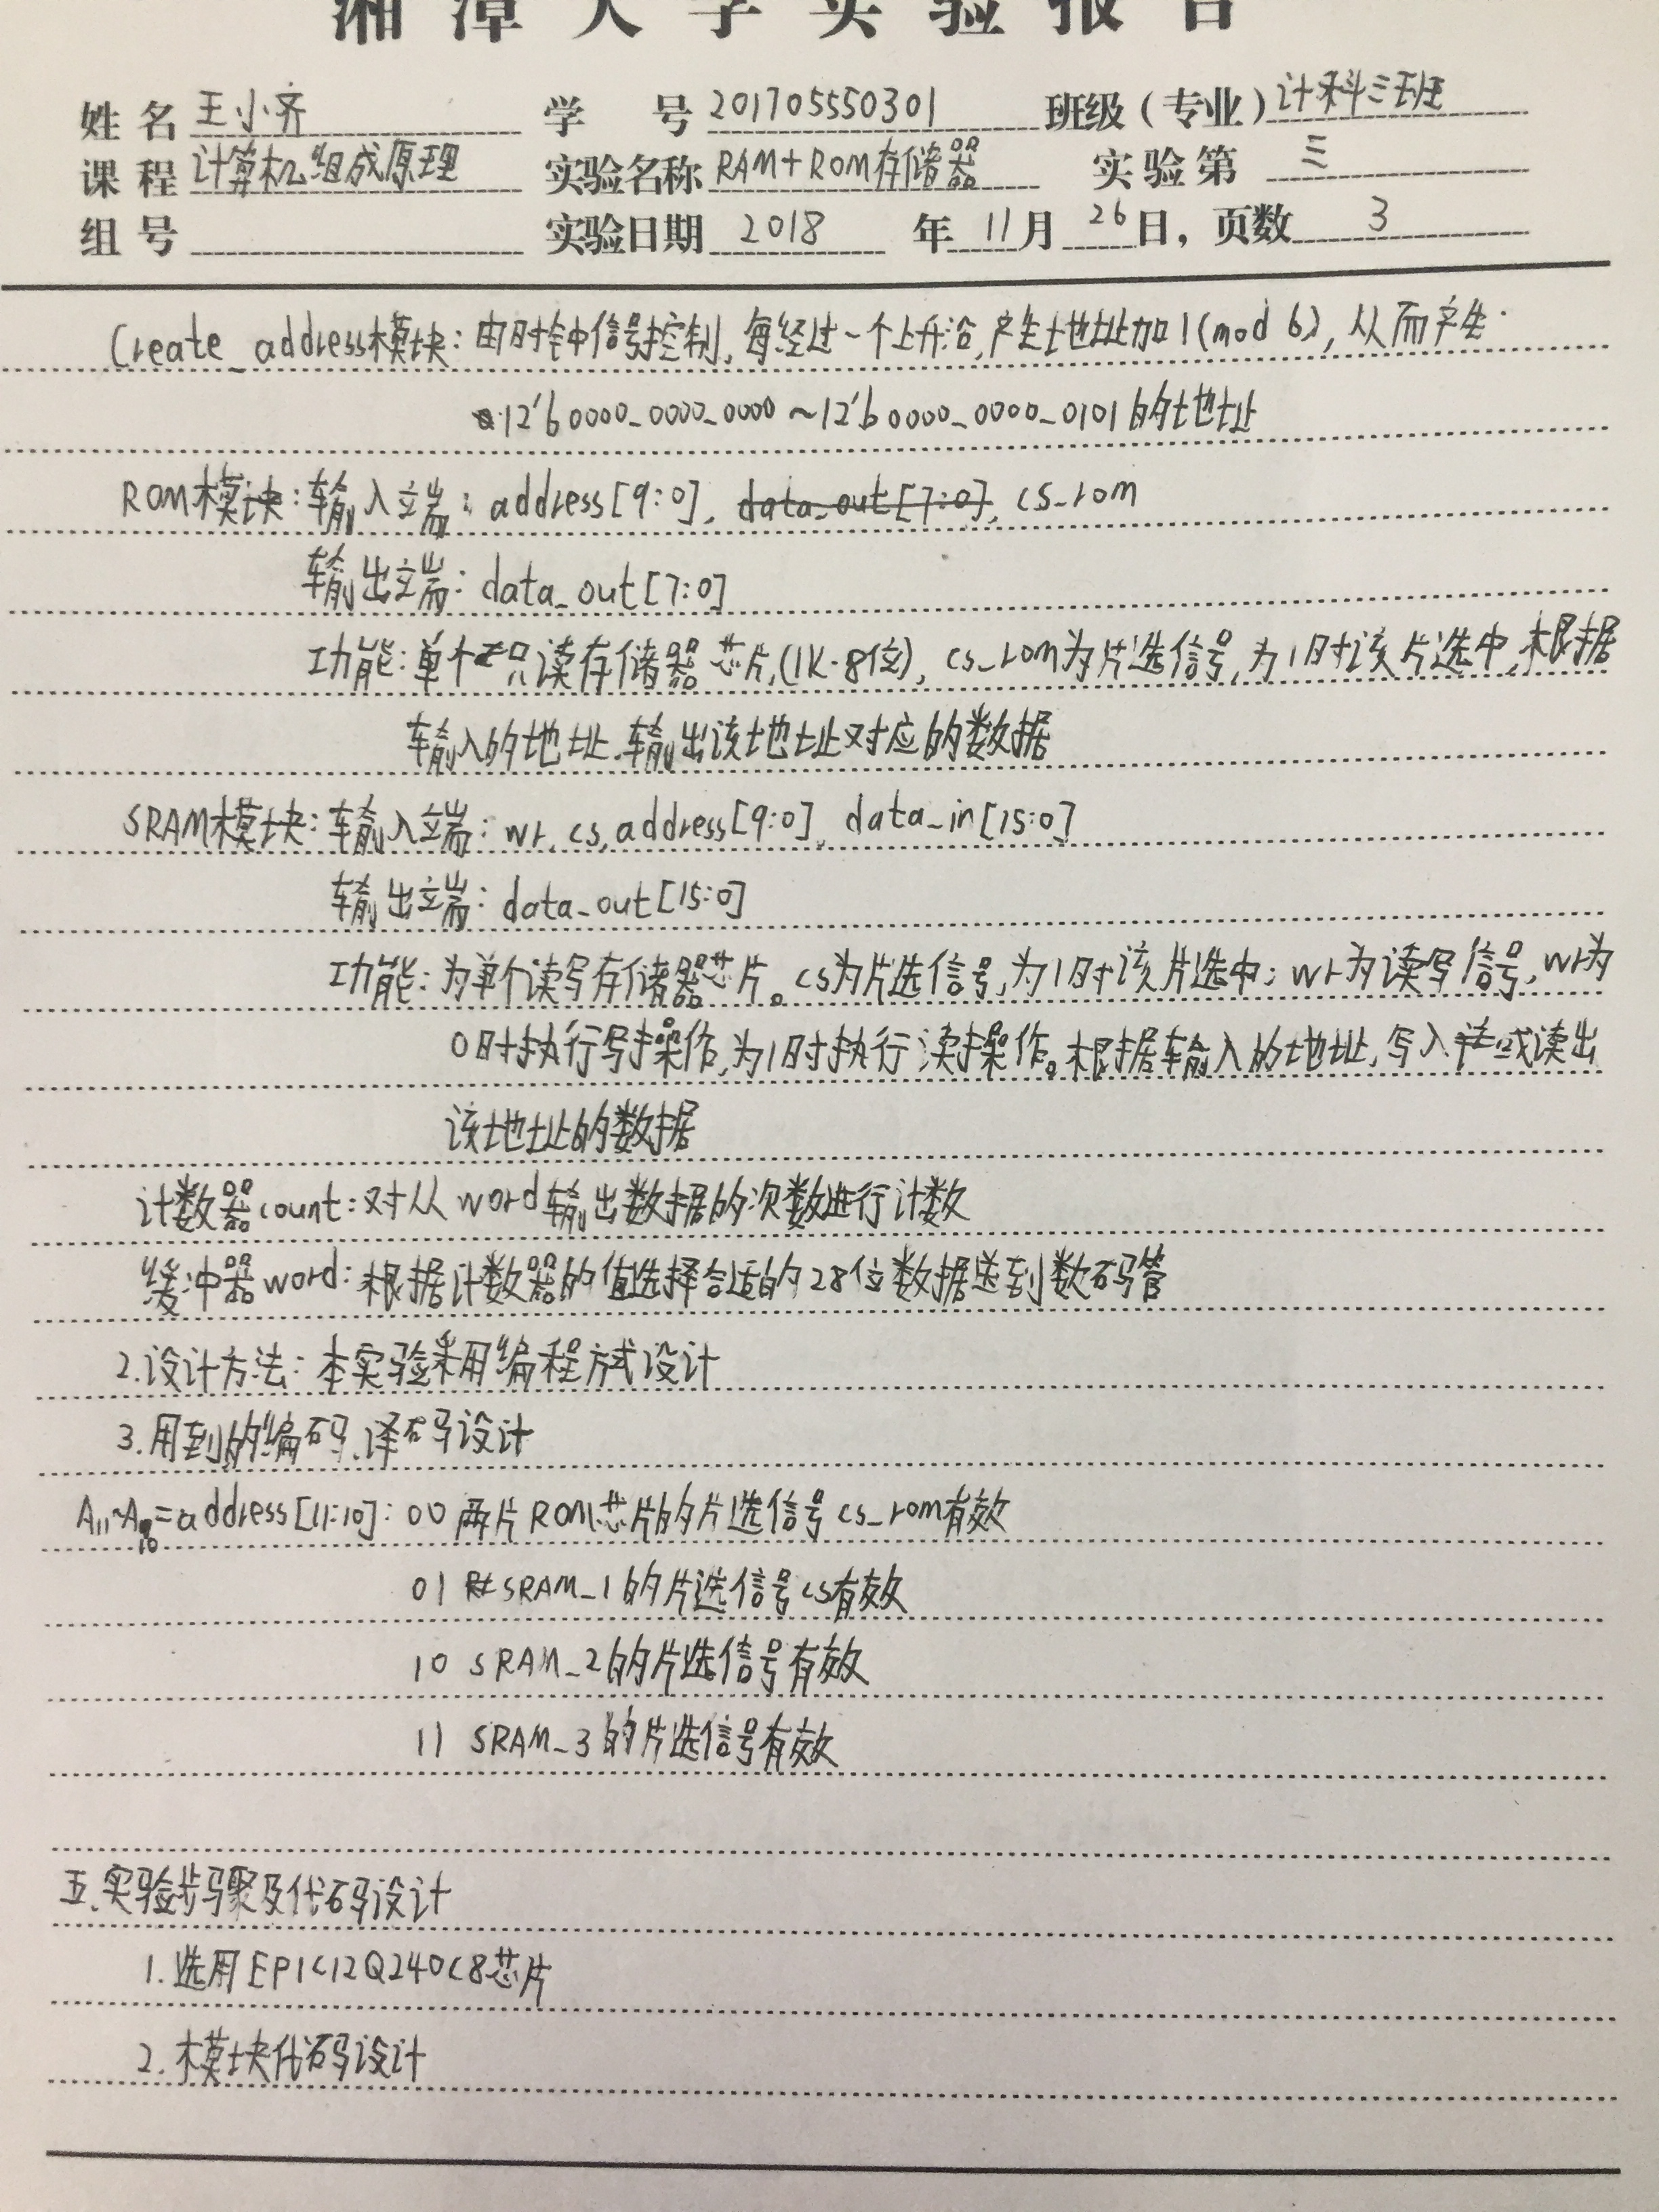 湘潭大学实验报告
姓名 王小齐 学号 201705550301 班级(专业) 计科三班
课程 计算机组成原理 实验名称 RAM+ROM存储器 实验第 三
组号 实验日期 2018 年 11 月 26 日, 页数 3
Create_address模块: 由时钟信号控制, 每经过一个上升沿, 产生地址加1(mod 6), 从而产生
12'b0000_0000_0000~12'b0000_0000_0101的地址
ROM模块: 输入端: address[9:0], data_out[7:0], cs_rom
输出端: data_out[7:0]
功能: 单个只读存储器芯片,(1K·8位), cs_rom为片选信号, 为1时该片选中, 根据
输入的地址, 输出该地址对应的数据
SRAM模块: 输入端: wr, cs, address[9:0], data_in[15:0]
输出端: data_out[15:0]
功能: 为单个读写存储器芯片。cs为片选信号, 为1时该片选中; wr为读写信号, wr为
0时执行写操作, 为1时执行读操作。根据输入的地址, 写入或读出
该地址的数据
计数器count: 对从word输出数据的次数进行计数
缓冲器word: 根据计数器的值选择合适的28位数据送到数码管
2.设计方法: 本实验采用编程方式设计
3.用到的编码、译码设计
A11~A10=address[11:10]: 00 两片ROM芯片的片选信号cs_rom有效
01 SRAM_1的片选信号cs有效
10 SRAM_2的片选信号有效
11 SRAM_3的片选信号有效
五.实验步骤及代码设计
1.选用EP1C12Q240C8芯片
2.模块代码设计